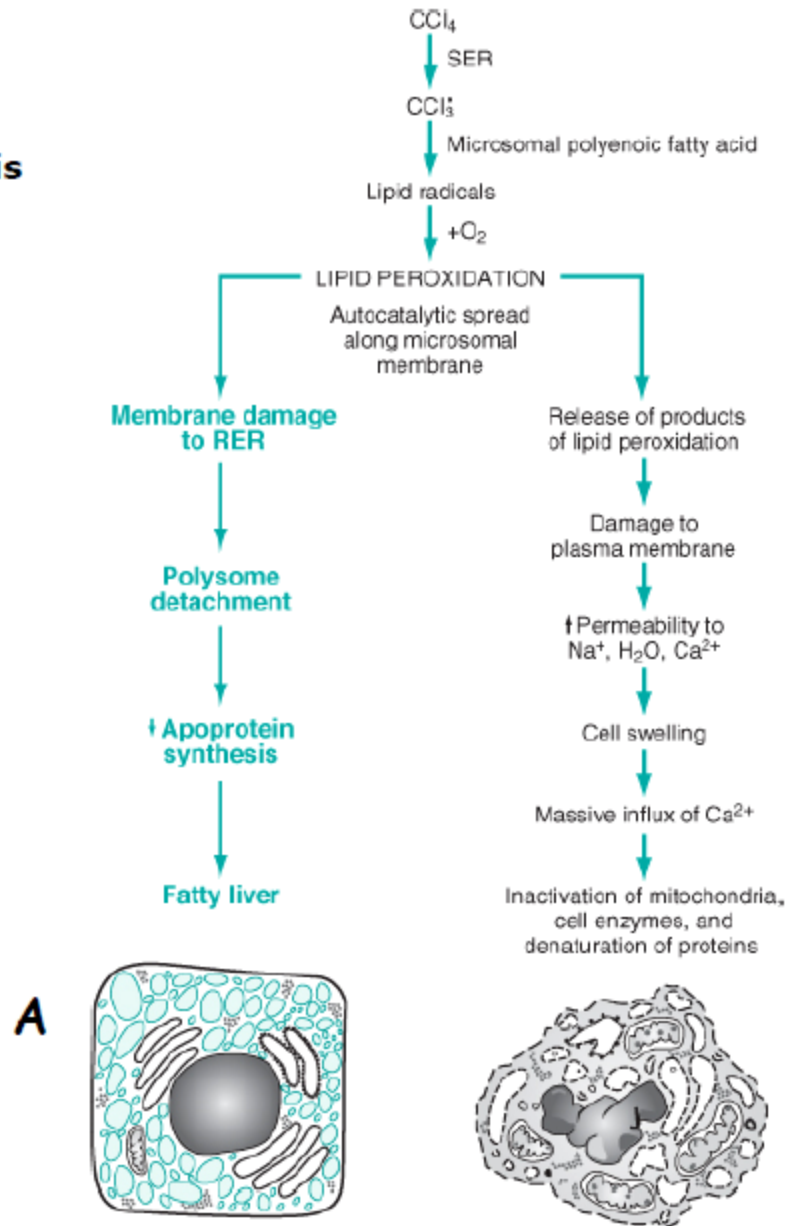 CCl₄
SER
CCl₃•
is
Microsomal polyenoic fatty acid
Lipid radicals
+O₂
LIPID PEROXIDATION
Autocatalytic spread
along microsomal
membrane
Membrane damage
to RER
Polysome
detachment
↓Apoprotein
synthesis
Fatty liver
Release of products
of lipid peroxidation
Damage to
plasma membrane
↑Permeability to
Na⁺, H₂O, Ca²⁺
Cell swelling
Massive influx of Ca²⁺
Inactivation of mitochondria,
cell enzymes, and
denaturation of proteins
A